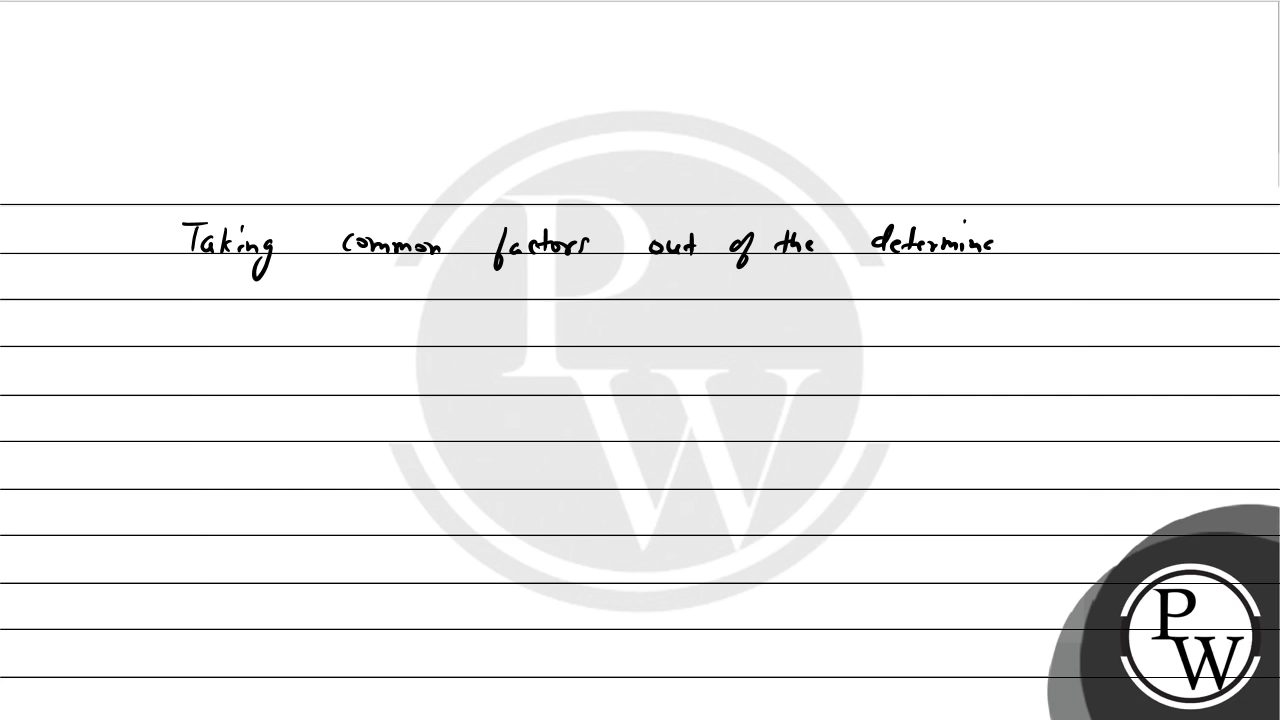 Taking common factors out of the determine
P
W
P
W